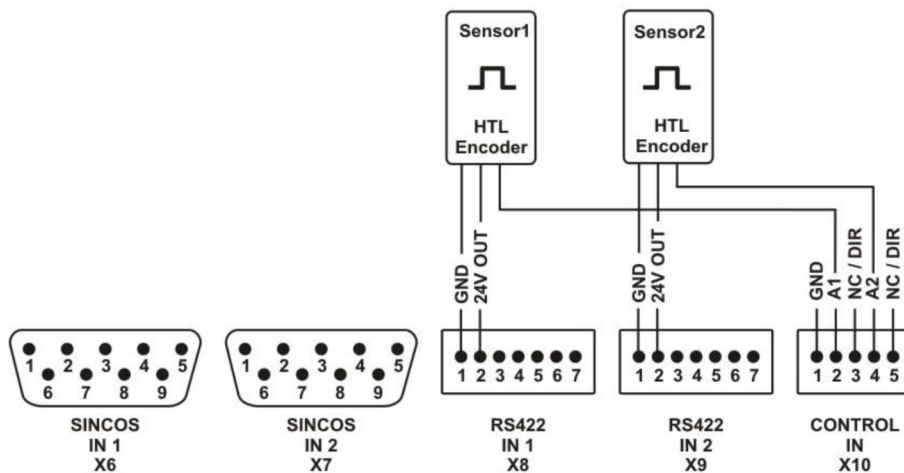 Sensor1
HTL
Encoder
Sensor2
HTL
Encoder
GND
24V OUT
GND
24V OUT
GND
A1
NC / DIR
A2
NC / DIR
1 2 3 4 5
6 7 8 9
SINCOS
IN 1
X6
1 2 3 4 5
6 7 8 9
SINCOS
IN 2
X7
1 2 3 4 5 6 7
RS422
IN 1
X8
1 2 3 4 5 6 7
RS422
IN 2
X9
1 2 3 4 5
CONTROL
IN
X10